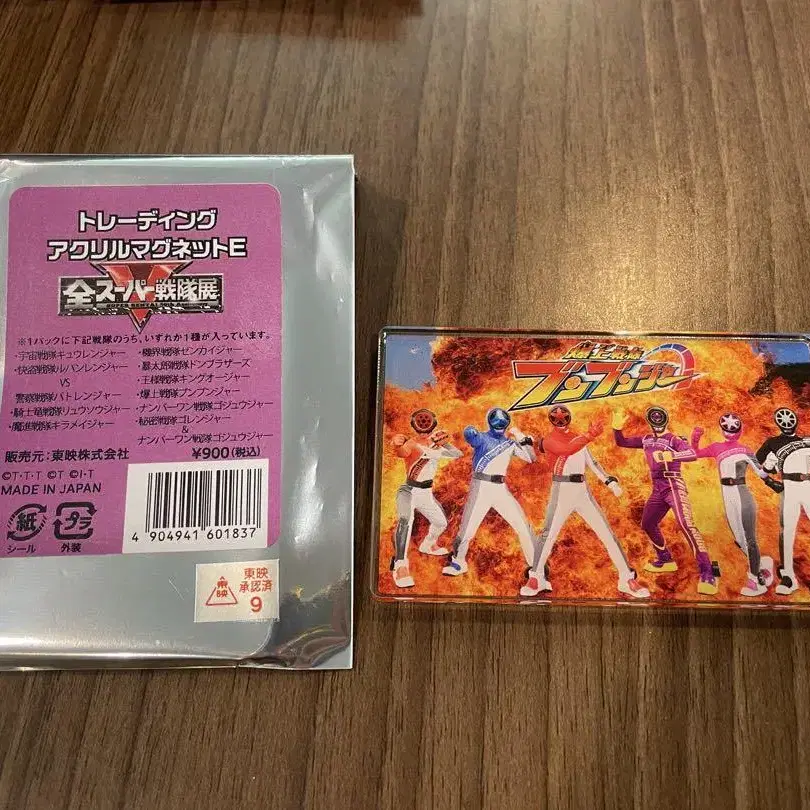 トレーディング
アクリルマグネットE
全スーパー戦隊展
SUPER SENTAI 50th Anniversary
※1パックに下記戦隊のうち、いずれか1種が入っています。
・宇宙戦隊キュウレンジャー
・快盗戦隊ルパンレンジャー
VS
警察戦隊パトレンジャー
・騎士竜戦隊リュウソウジャー
・魔進戦隊キラメイジャー
・機界戦隊ゼンカイジャー
・暴太郎戦隊ドンブラザーズ
・王様戦隊キングオージャー
・爆上戦隊ブンブンジャー
・ナンバーワン戦隊ゴジュウジャー
・秘密戦隊ゴレンジャー
&
ナンバーワン戦隊ゴジュウジャー
販売元:東映株式会社
¥900(税込)
©T・T・T ©T ©I・T
MADE IN JAPAN
紙
シール
プラ
外装
4 904941 601837
東映
東映
承認済
9
爆上戦隊
ブンブンジャー